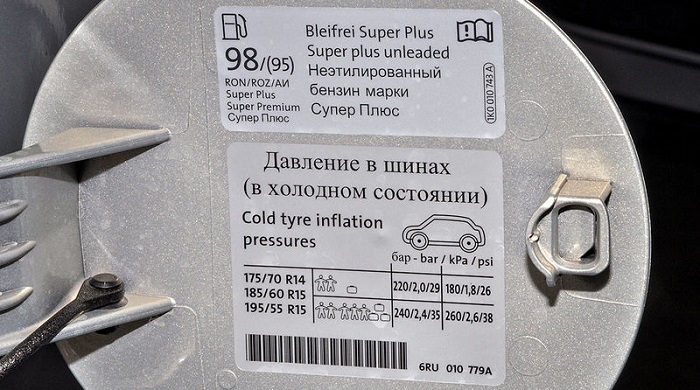 98/(95)
RON/ROZ/АИ
Super Plus
Super Premium
Супер Плюс
Bleifrei Super Plus
Super plus unleaded
Неэтилированный
бензин марки
Супер Плюс
1K0 010 743 A
Давление в шинах
(в холодном состоянии)
Cold tyre inflation
pressures
бар - bar / kPa / psi
175/70 R14
185/60 R15
195/55 R15
220/2,0/29 180/1,8/26
240/2,4/35 260/2,6/38
6RU 010 779A